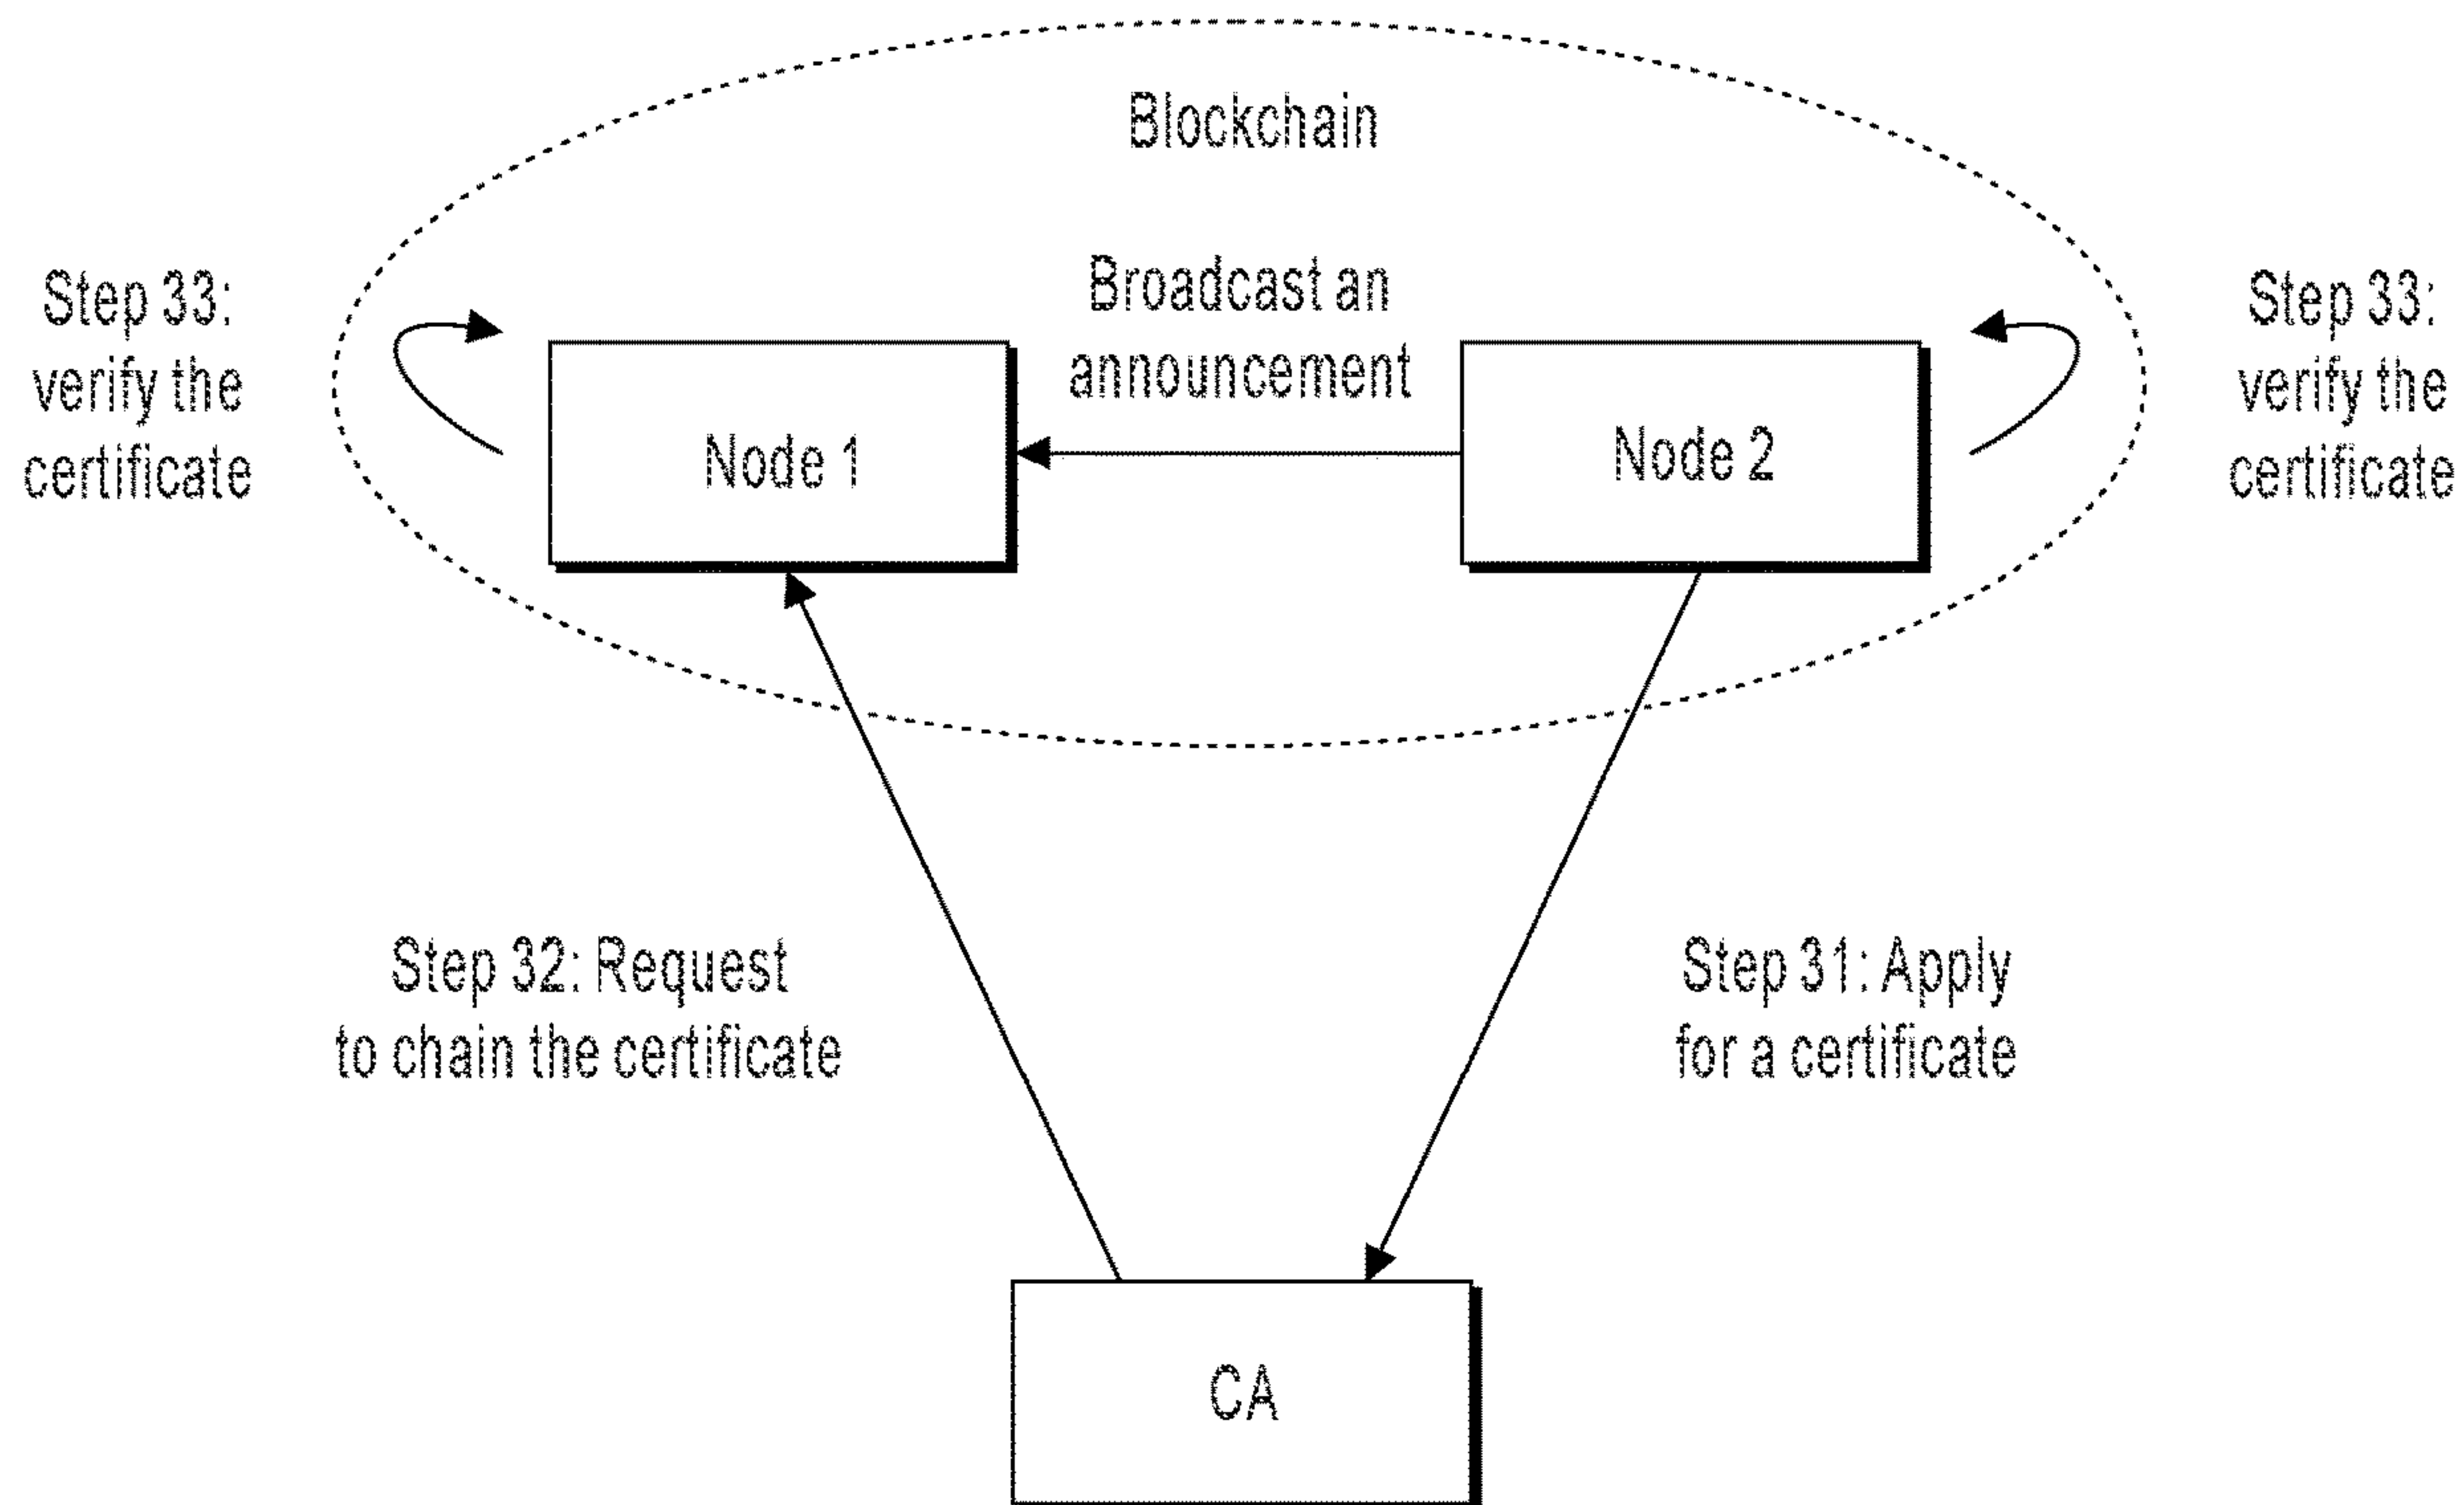 Blockchain
Broadcast an
announcement
Step 33:
verify the
certificate
Node 1
Node 2
Step 33:
verify the
certificate
Step 32: Request
to chain the certificate
Step 31: Apply
for a certificate
CA